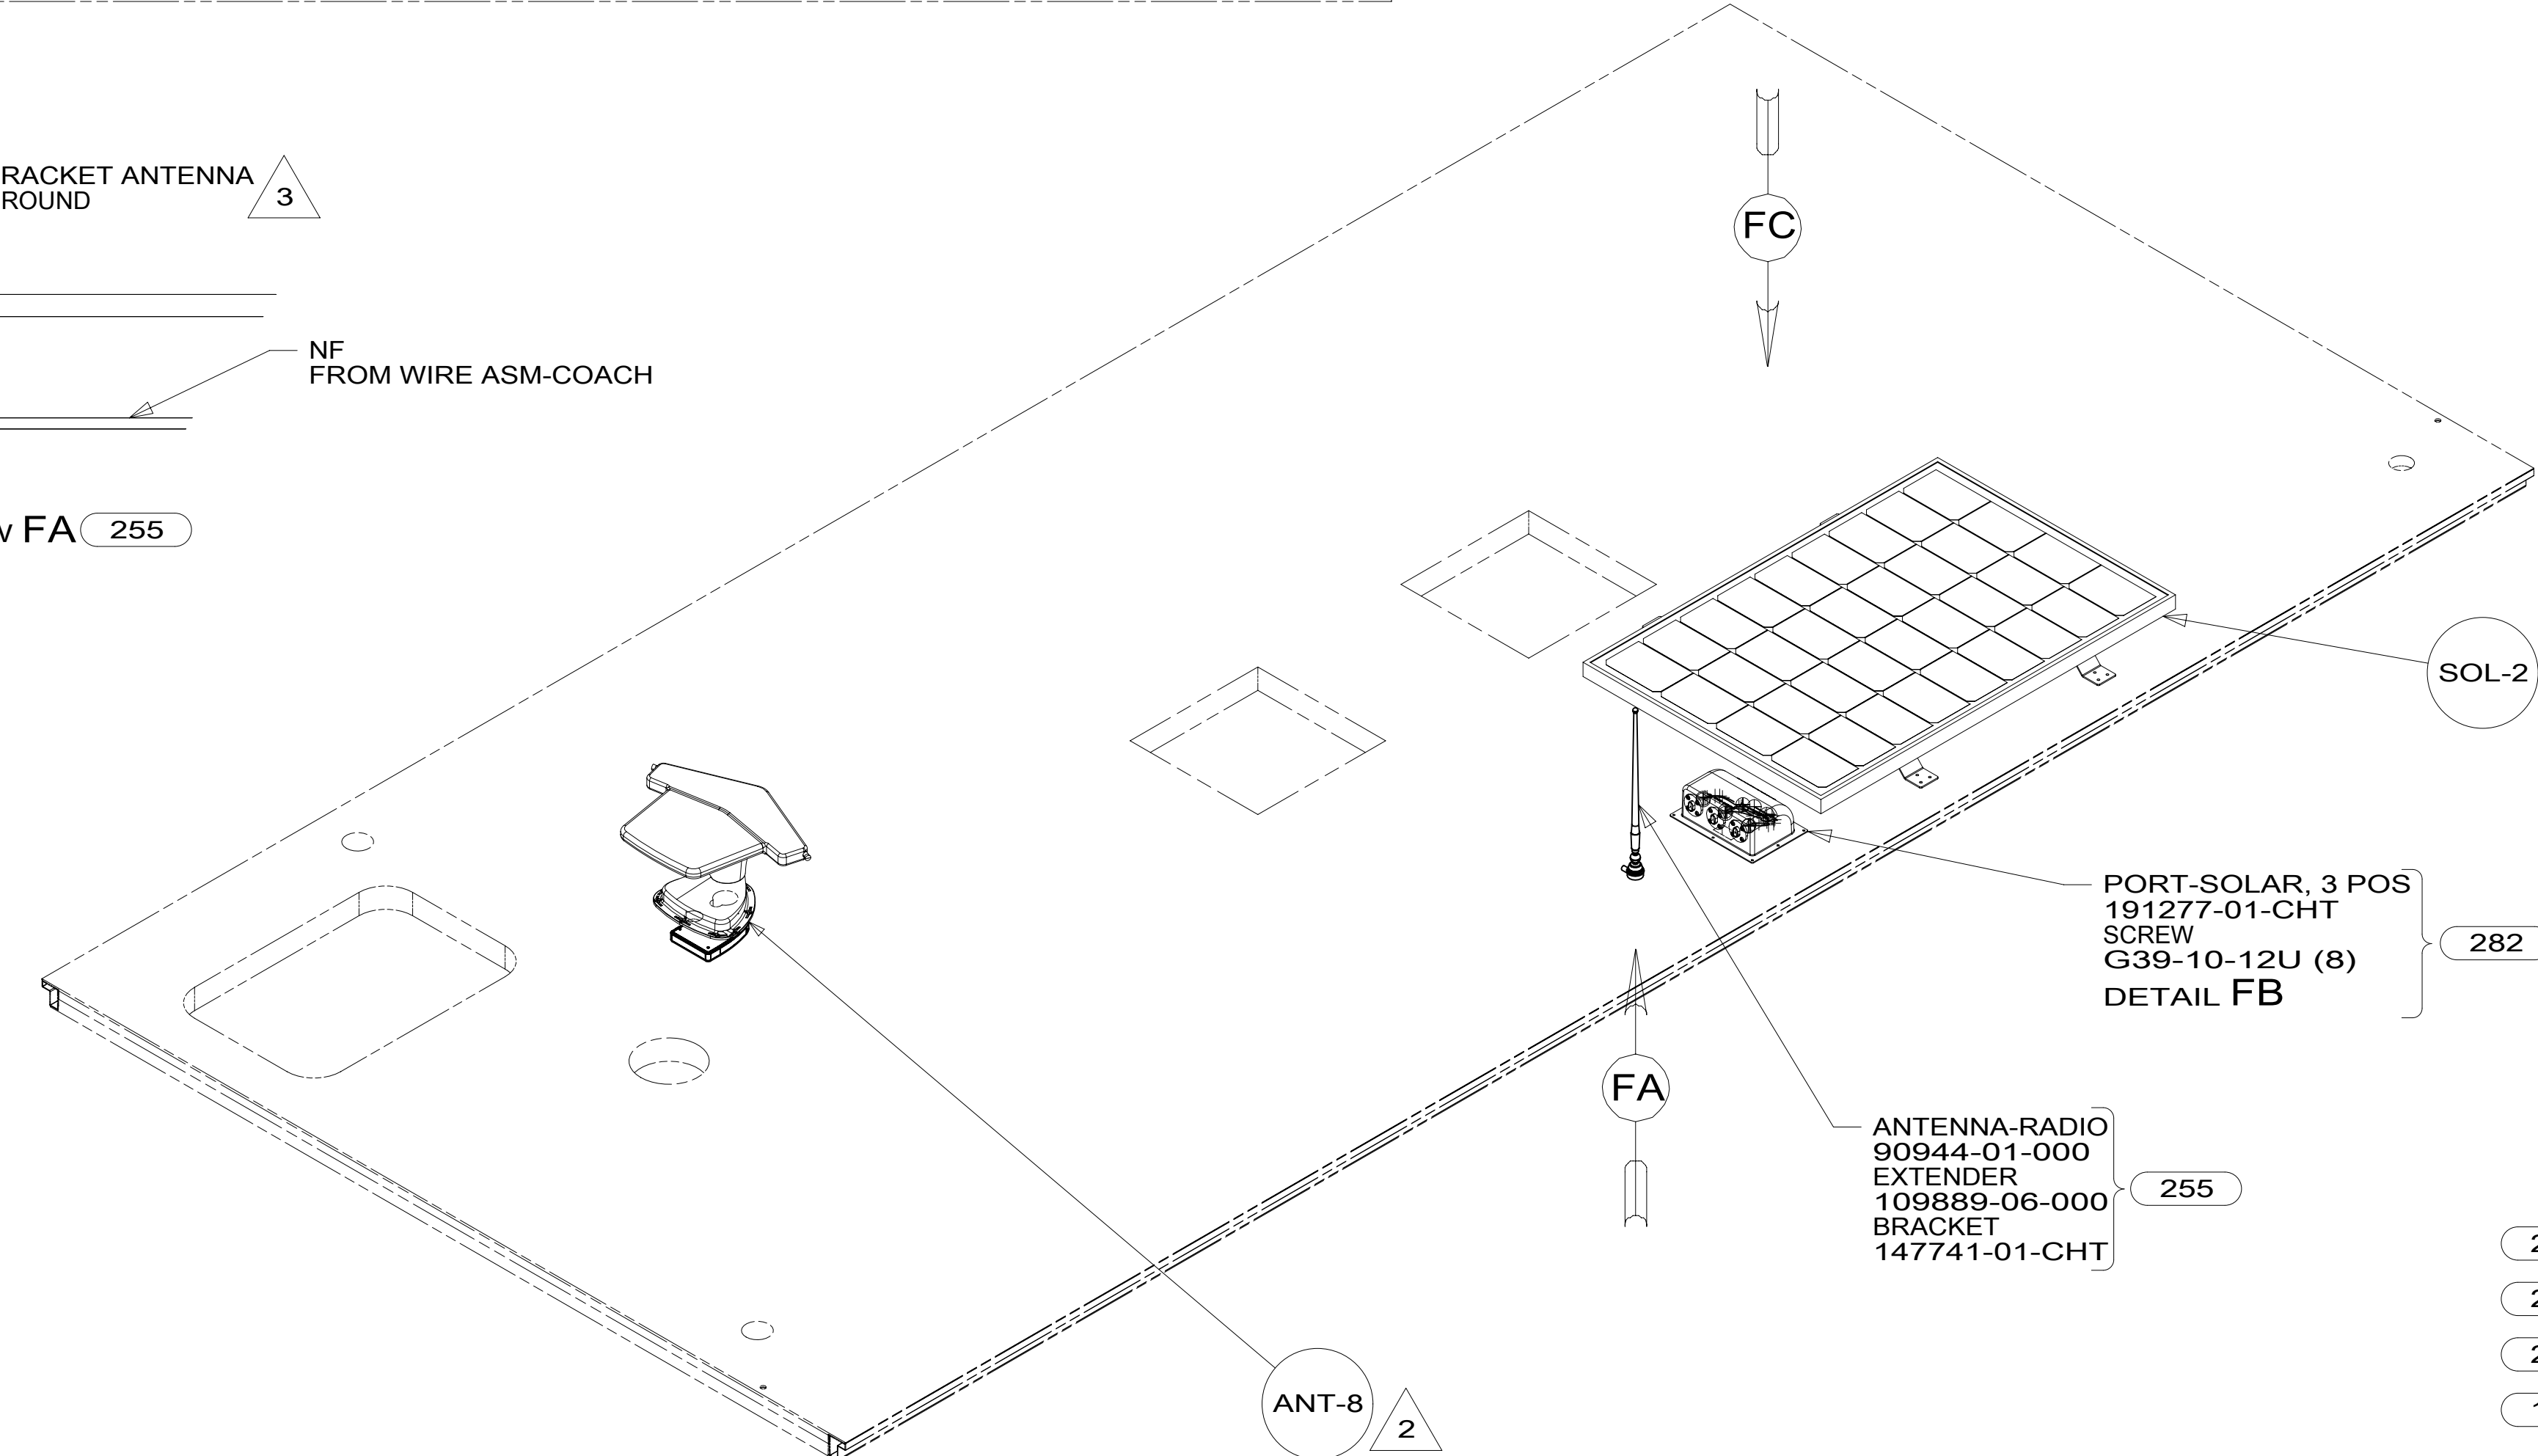 RACKET ANTENNA
ROUND
3
NF
FROM WIRE ASM-COACH
FA 255
FC
SOL-2
PORT-SOLAR, 3 POS
191277-01-CHT
SCREW
G39-10-12U (8)
DETAIL FB
282
FA
ANTENNA-RADIO
90944-01-000
EXTENDER
109889-06-000
BRACKET
147741-01-CHT
255
ANT-8
2